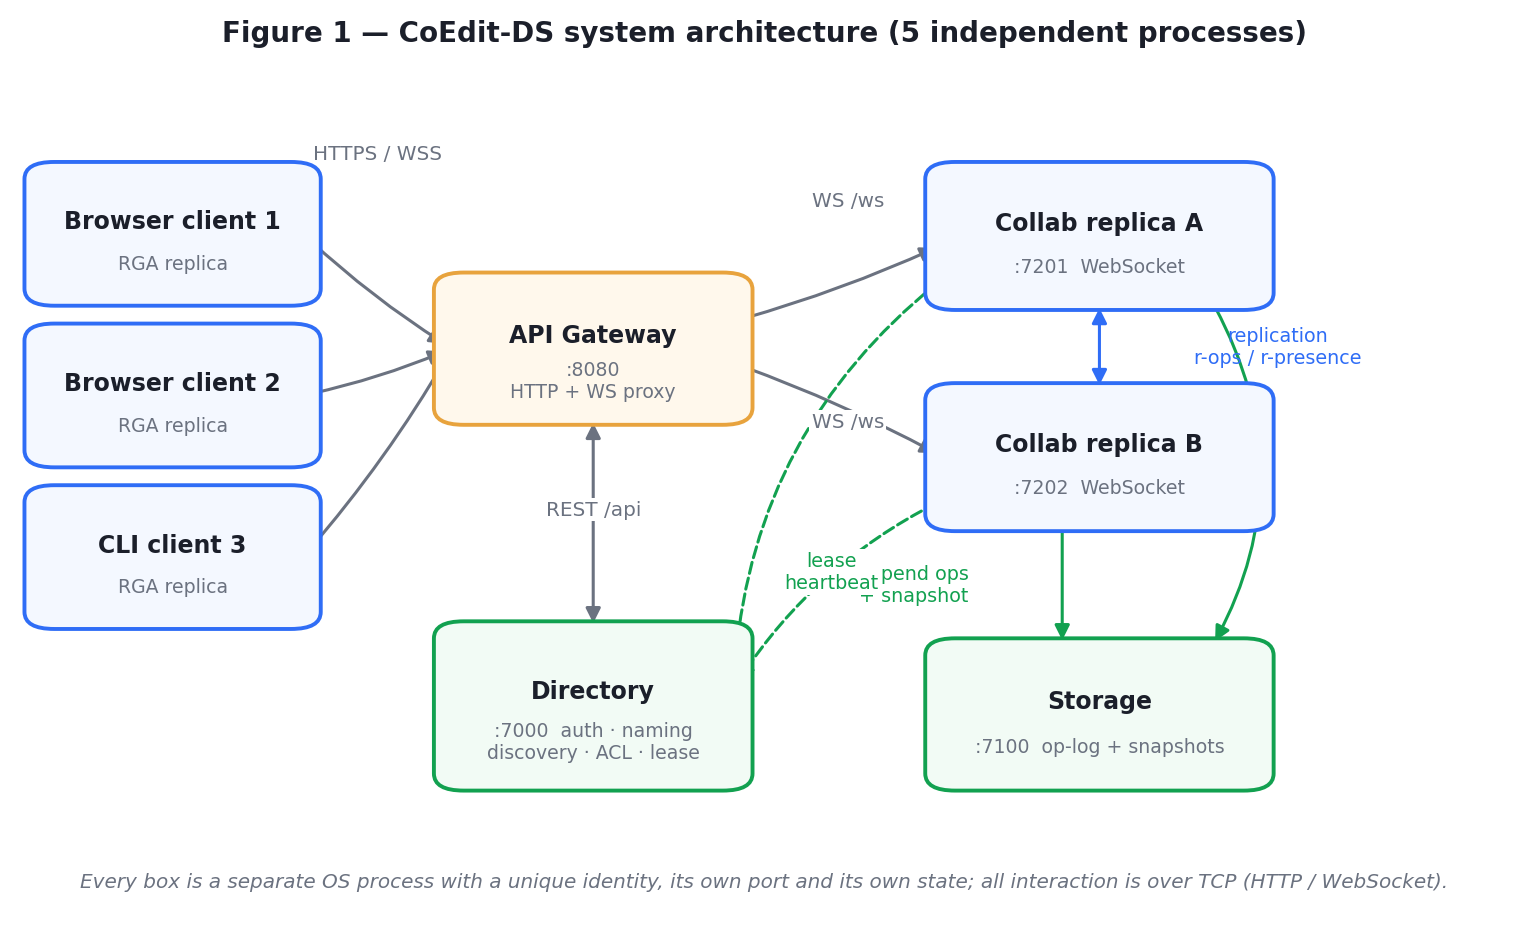 Figure 1 — CoEdit-DS system architecture (5 independent processes)
HTTPS / WSS
Browser client 1
RGA replica
Browser client 2
RGA replica
CLI client 3
RGA replica
API Gateway
:8080
HTTP + WS proxy
REST /api
Directory
:7000 auth · naming
discovery · ACL · lease
WS /ws
WS /ws
lease
heartbeat
pend ops
+ snapshot
Collab replica A
:7201 WebSocket
replication
r-ops / r-presence
Collab replica B
:7202 WebSocket
Storage
:7100 op-log + snapshots
Every box is a separate OS process with a unique identity, its own port and its own state; all interaction is over TCP (HTTP / WebSocket).